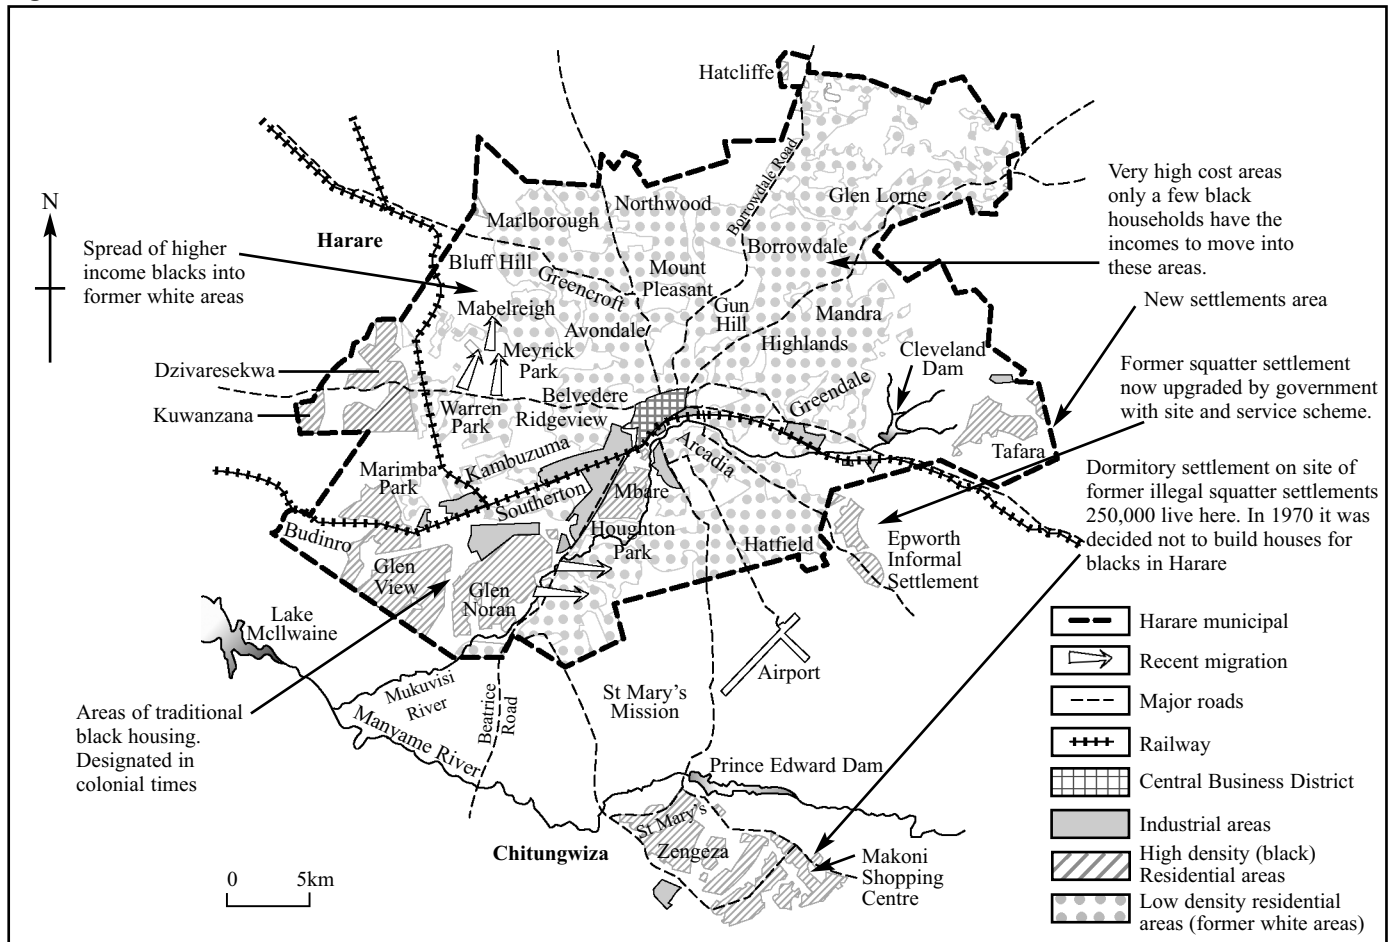 Hatcliffe
N
Harare
Spread of higher
income blacks into
former white areas
Marlborough
Northwood
Borrowdale Road
Glen Lorne
Very high cost areas
only a few black
households have the
incomes to move into
these areas.
Bluff Hill
Greencroft
Mount
Pleasant
Borrowdale
New settlements area
Mabelreigh
Avondale
Gun
Hill
Mandra
Highlands
Meyrick
Park
Cleveland
Dam
Former squatter settlement
now upgraded by government
with site and service scheme.
Dzivaresekwa
Kuwanzana
Warren
Park
Belvedere
Ridgeview
Greendale
Tafara
Marimba
Park
Kambuzuma
Arcadia
Southerton
Mbare
Dormitory settlement on site of
former illegal squatter settlements
250,000 live here. In 1970 it was
decided not to build houses for
blacks in Harare
Budinro
Houghton
Park
Hatfield
Epworth
Informal
Settlement
Glen
View
Glen
Noran
Lake
McIlwaine
Airport
Mukuvisi
River
Manyame River
Beatrice
Road
St Mary's
Mission
Areas of traditional
black housing.
Designated in
colonial times
Prince Edward Dam
St Mary's
Zengeza
Chitungwiza
Makoni
Shopping
Centre
0 5km
Harare municipal
Recent migration
Major roads
Railway
Central Business District
Industrial areas
High density (black)
Residential areas
Low density residential
areas (former white areas)